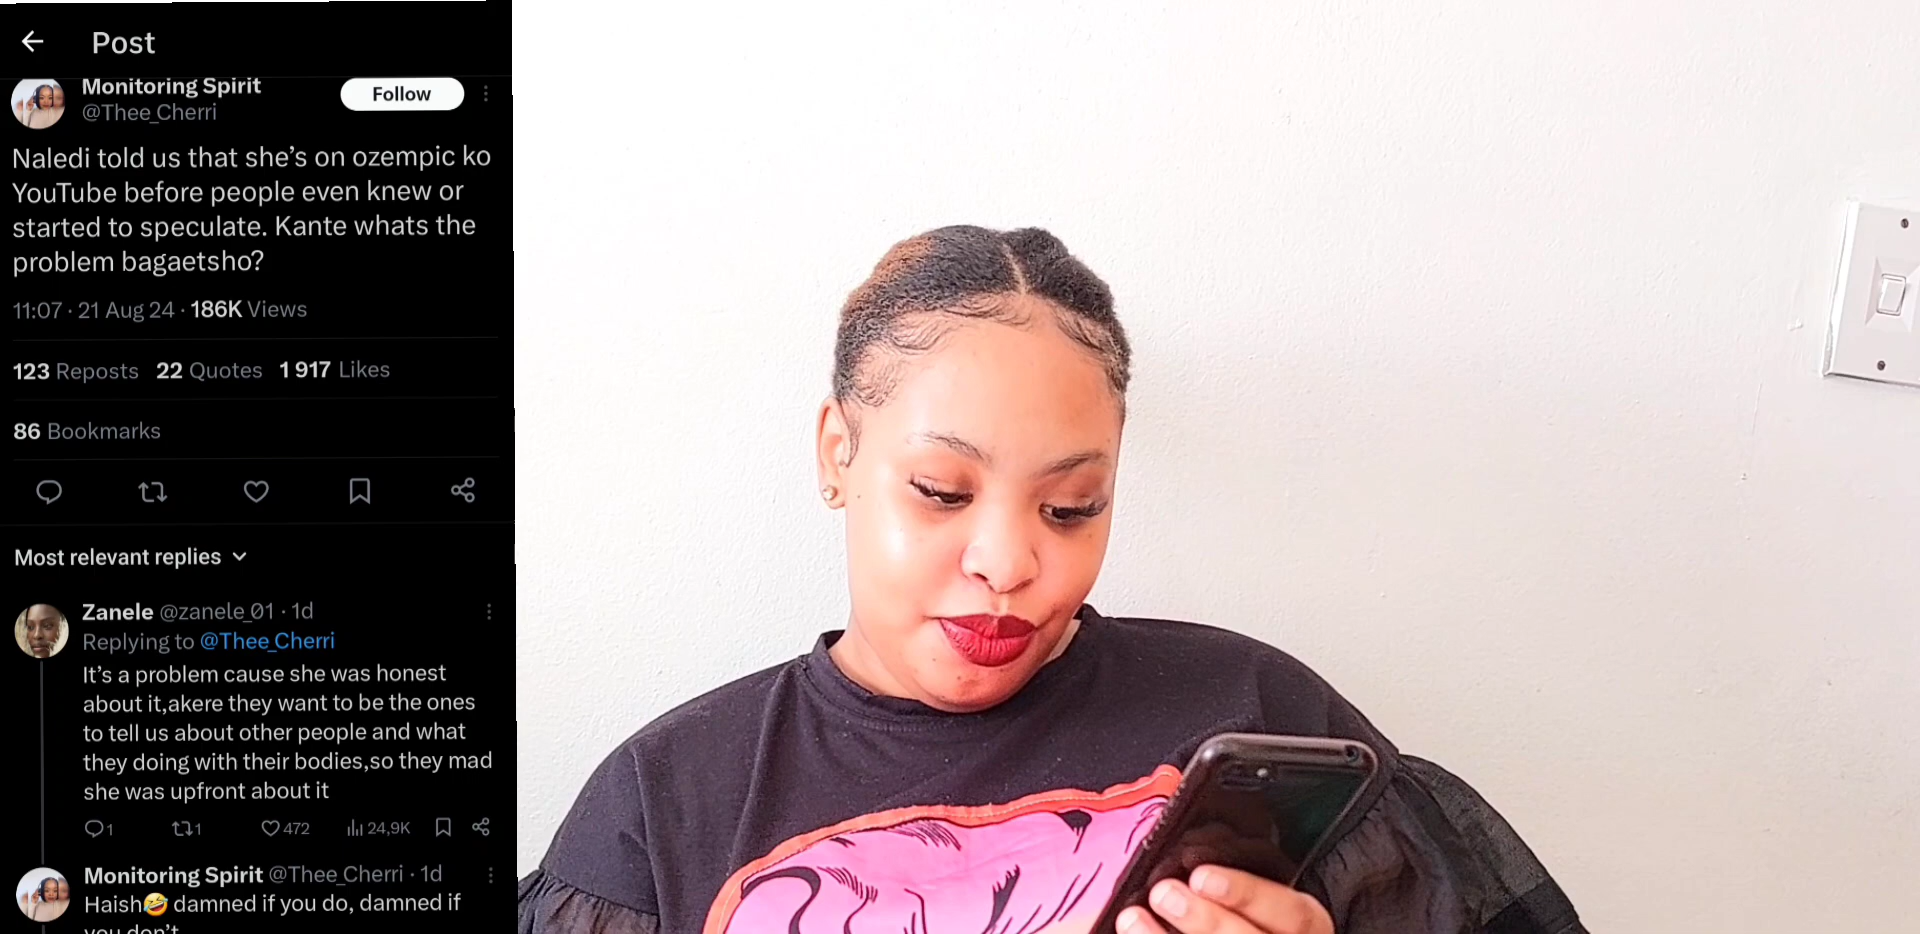 Post
Monitoring Spirit
Follow
@Thee_Cherri
Naledi told us that she's on ozempic ko
YouTube before people even knew or
started to speculate. Kante whats the
problem bagaetsho?
11:07 · 21 Aug 24 · 186K Views
123 Reposts 22 Quotes 1 917 Likes
86 Bookmarks
Most relevant replies
Zanele @zanele_01 · 1d
Replying to @Thee_Cherri
It's a problem cause she was honest
about it,akere they want to be the ones
to tell us about other people and what
they doing with their bodies,so they mad
she was upfront about it
1 1 472 24,9K
Monitoring Spirit @Thee_Cherri · 1d
Haish🤣 damned if you do, damned if
you don't